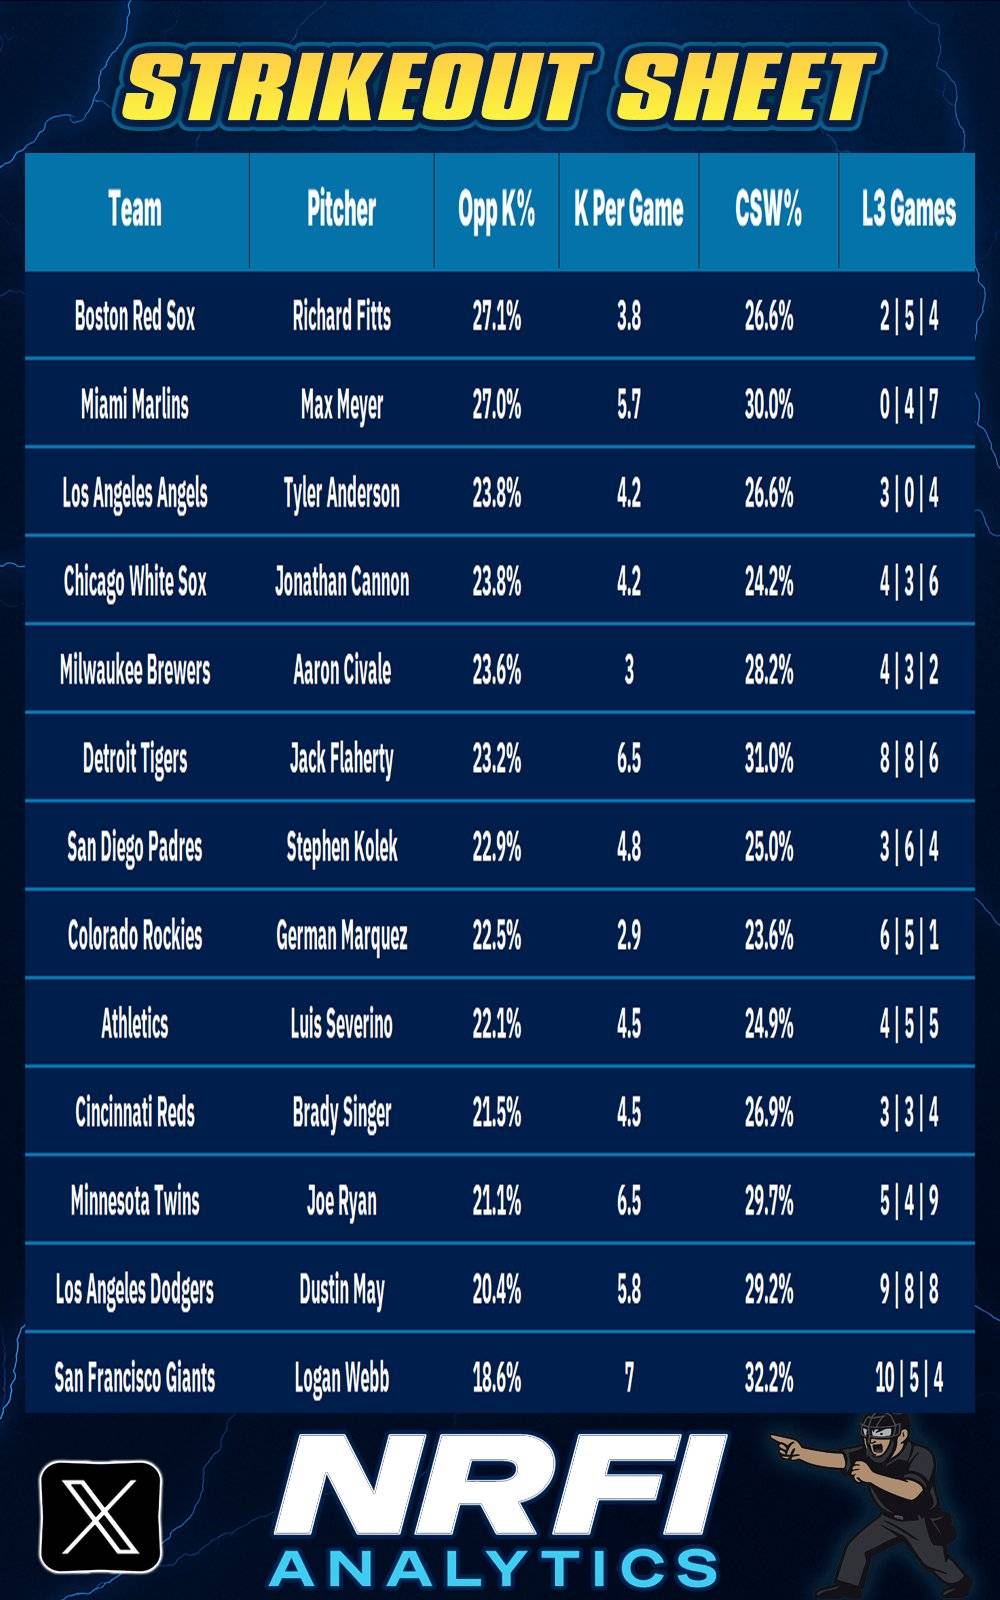 STRIKEOUT SHEET
Team Pitcher Opp K% K Per Game CSW% L3 Games
Boston Red Sox Richard Fitts 27.1% 3.8 26.6% 2 | 5 | 4
Miami Marlins Max Meyer 27.0% 5.7 30.0% 0 | 4 | 7
Los Angeles Angels Tyler Anderson 23.8% 4.2 26.6% 3 | 0 | 4
Chicago White Sox Jonathan Cannon 23.8% 4.2 24.2% 4 | 3 | 6
Milwaukee Brewers Aaron Civale 23.6% 3 28.2% 4 | 3 | 2
Detroit Tigers Jack Flaherty 23.2% 6.5 31.0% 8 | 8 | 6
San Diego Padres Stephen Kolek 22.9% 4.8 25.0% 3 | 6 | 4
Colorado Rockies German Marquez 22.5% 2.9 23.6% 6 | 5 | 1
Athletics Luis Severino 22.1% 4.5 24.9% 4 | 5 | 5
Cincinnati Reds Brady Singer 21.5% 4.5 26.9% 3 | 3 | 4
Minnesota Twins Joe Ryan 21.1% 6.5 29.7% 5 | 4 | 9
Los Angeles Dodgers Dustin May 20.4% 5.8 29.2% 9 | 8 | 8
San Francisco Giants Logan Webb 18.6% 7 32.2% 10 | 5 | 4
X
NRFI
ANALYTICS